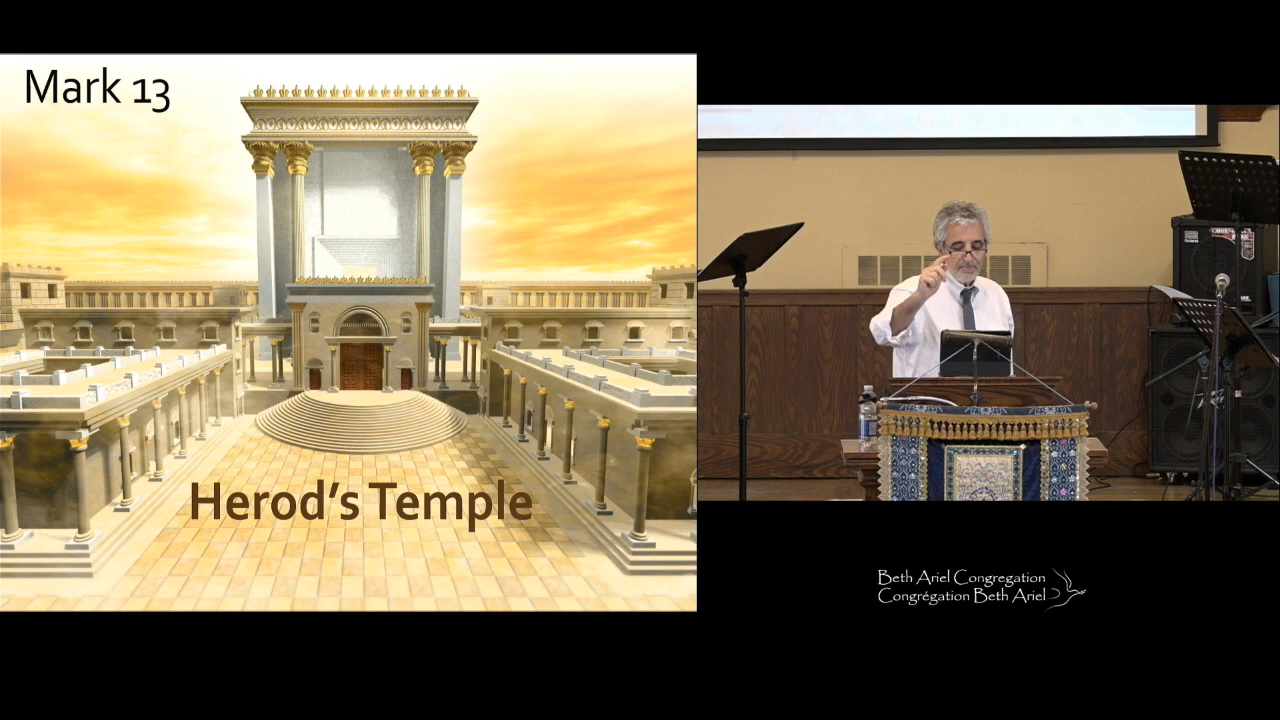 Mark 13
Herod's Temple
Beth Ariel Congregation
Congrégation Beth Ariel